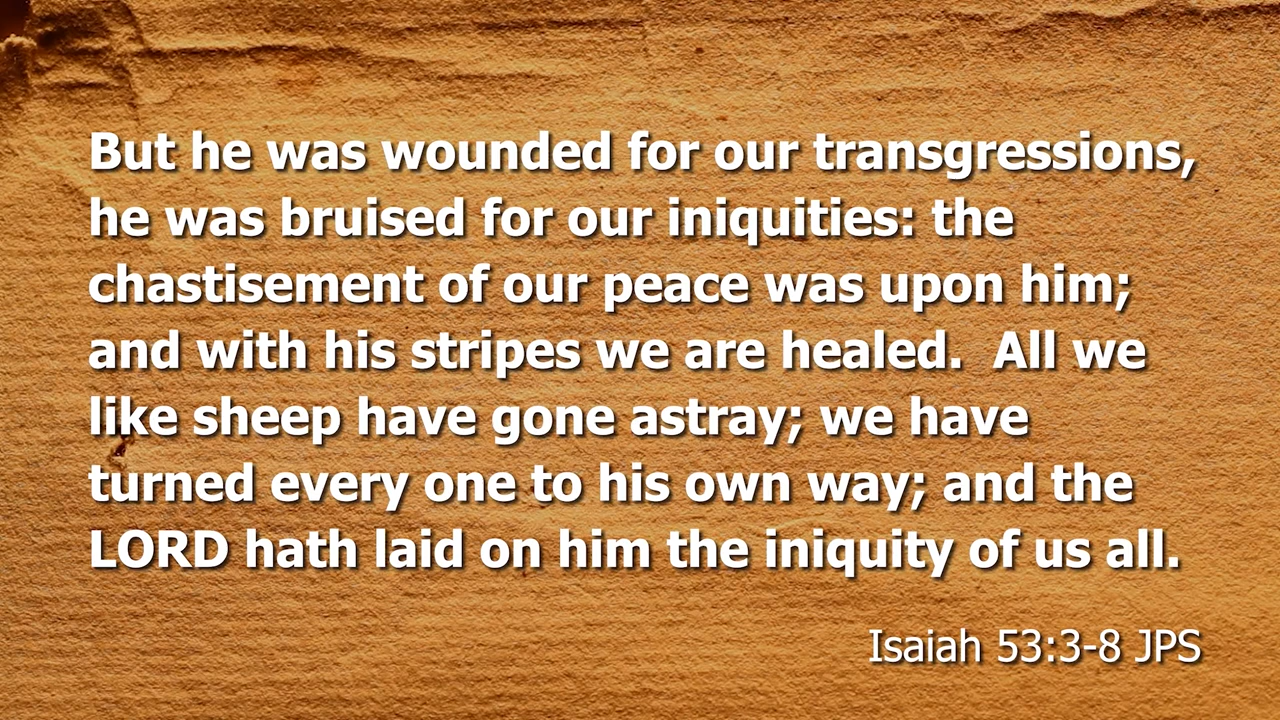 But he was wounded for our transgressions,
he was bruised for our iniquities: the
chastisement of our peace was upon him;
and with his stripes we are healed.  All we
like sheep have gone astray; we have
turned every one to his own way; and the
LORD hath laid on him the iniquity of us all.
Isaiah 53:3-8 JPS